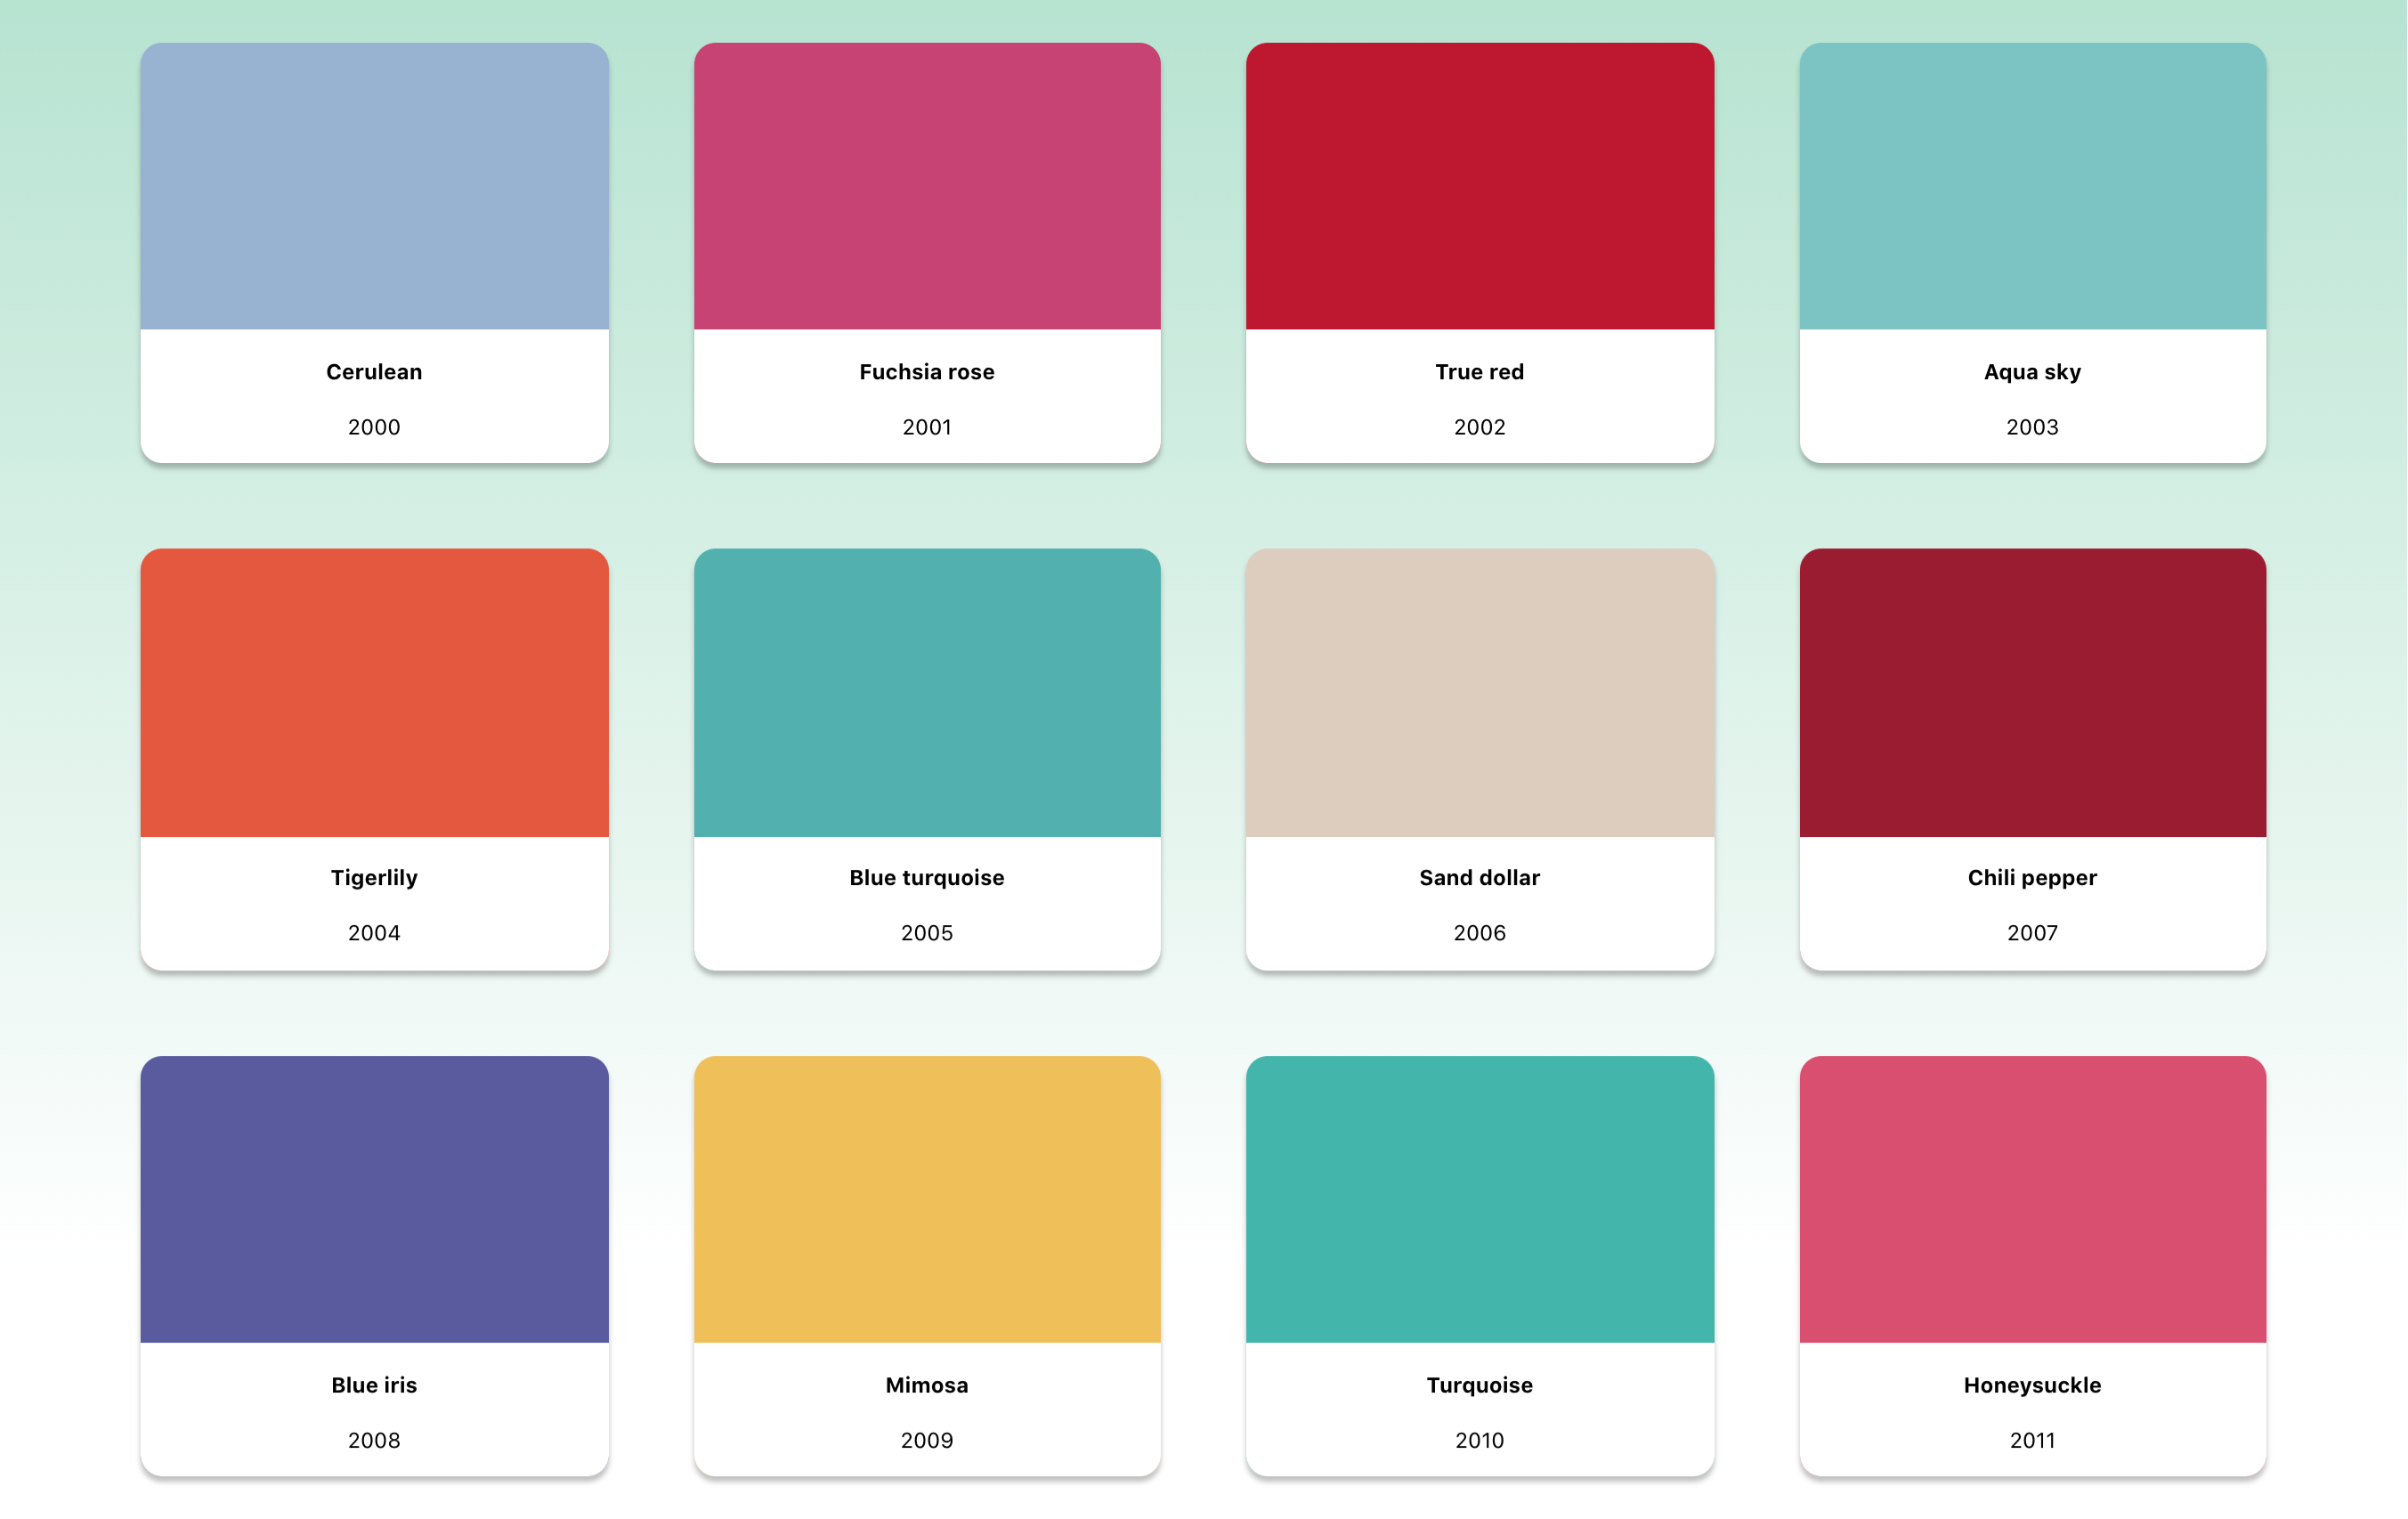 Cerulean
2000
Fuchsia rose
2001
True red
2002
Aqua sky
2003
Tigerlily
2004
Blue turquoise
2005
Sand dollar
2006
Chili pepper
2007
Blue iris
2008
Mimosa
2009
Turquoise
2010
Honeysuckle
2011